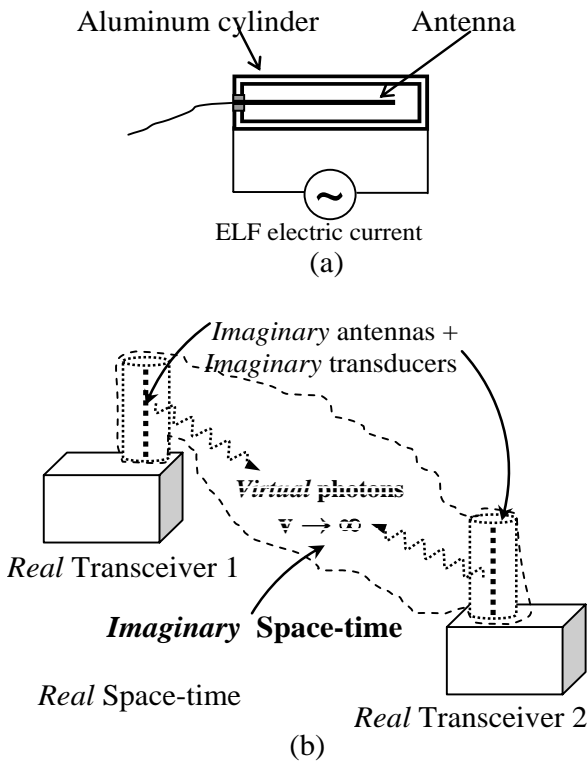 Aluminum cylinder
Antenna
~
ELF electric current
(a)
Imaginary antennas +
Imaginary transducers
Virtual photons
v → ∞
Real Transceiver 1
Imaginary Space-time
Real Space-time
Real Transceiver 2
(b)